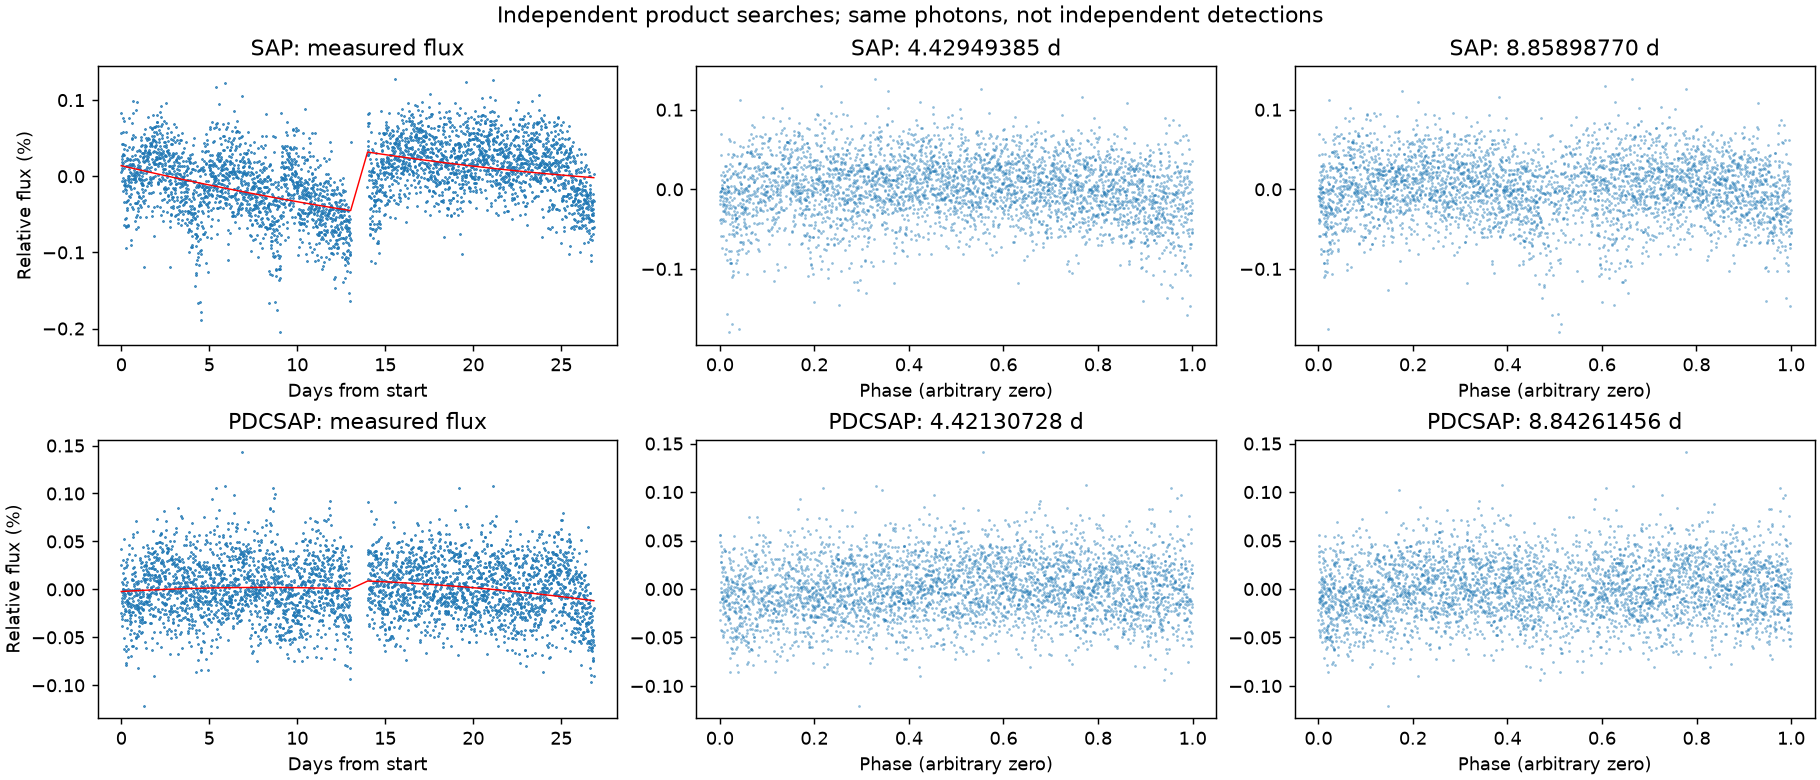 Independent product searches; same photons, not independent detections
SAP: measured flux
SAP: 4.42949385 d
SAP: 8.85898770 d
Relative flux (%)
0.1
0.0
−0.1
−0.2
0.1
0.0
−0.1
0.1
0.0
−0.1
0 5 10 15 20 25
0.0 0.2 0.4 0.6 0.8 1.0
0.0 0.2 0.4 0.6 0.8 1.0
Days from start
Phase (arbitrary zero)
Phase (arbitrary zero)
PDCSAP: measured flux
PDCSAP: 4.42130728 d
PDCSAP: 8.84261456 d
Relative flux (%)
0.15
0.10
0.05
0.00
−0.05
−0.10
0.15
0.10
0.05
0.00
−0.05
−0.10
0.15
0.10
0.05
0.00
−0.05
−0.10
0 5 10 15 20 25
0.0 0.2 0.4 0.6 0.8 1.0
0.0 0.2 0.4 0.6 0.8 1.0
Days from start
Phase (arbitrary zero)
Phase (arbitrary zero)